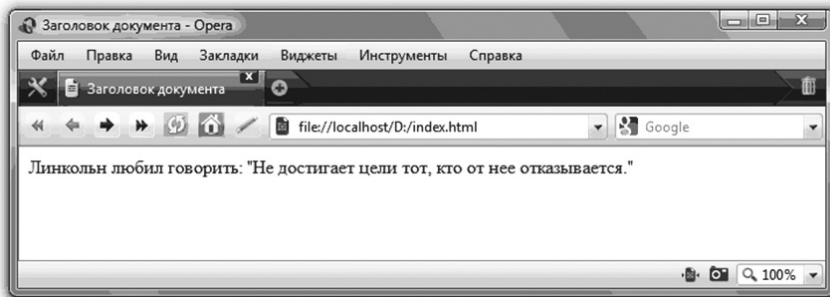 Заголовок документа - Opera
Файл Правка Вид Закладки Виджеты Инструменты Справка
Заголовок документа
file://localhost/D:/index.html Google
Линкольн любил говорить: "Не достигает цели тот, кто от нее отказывается."
100%